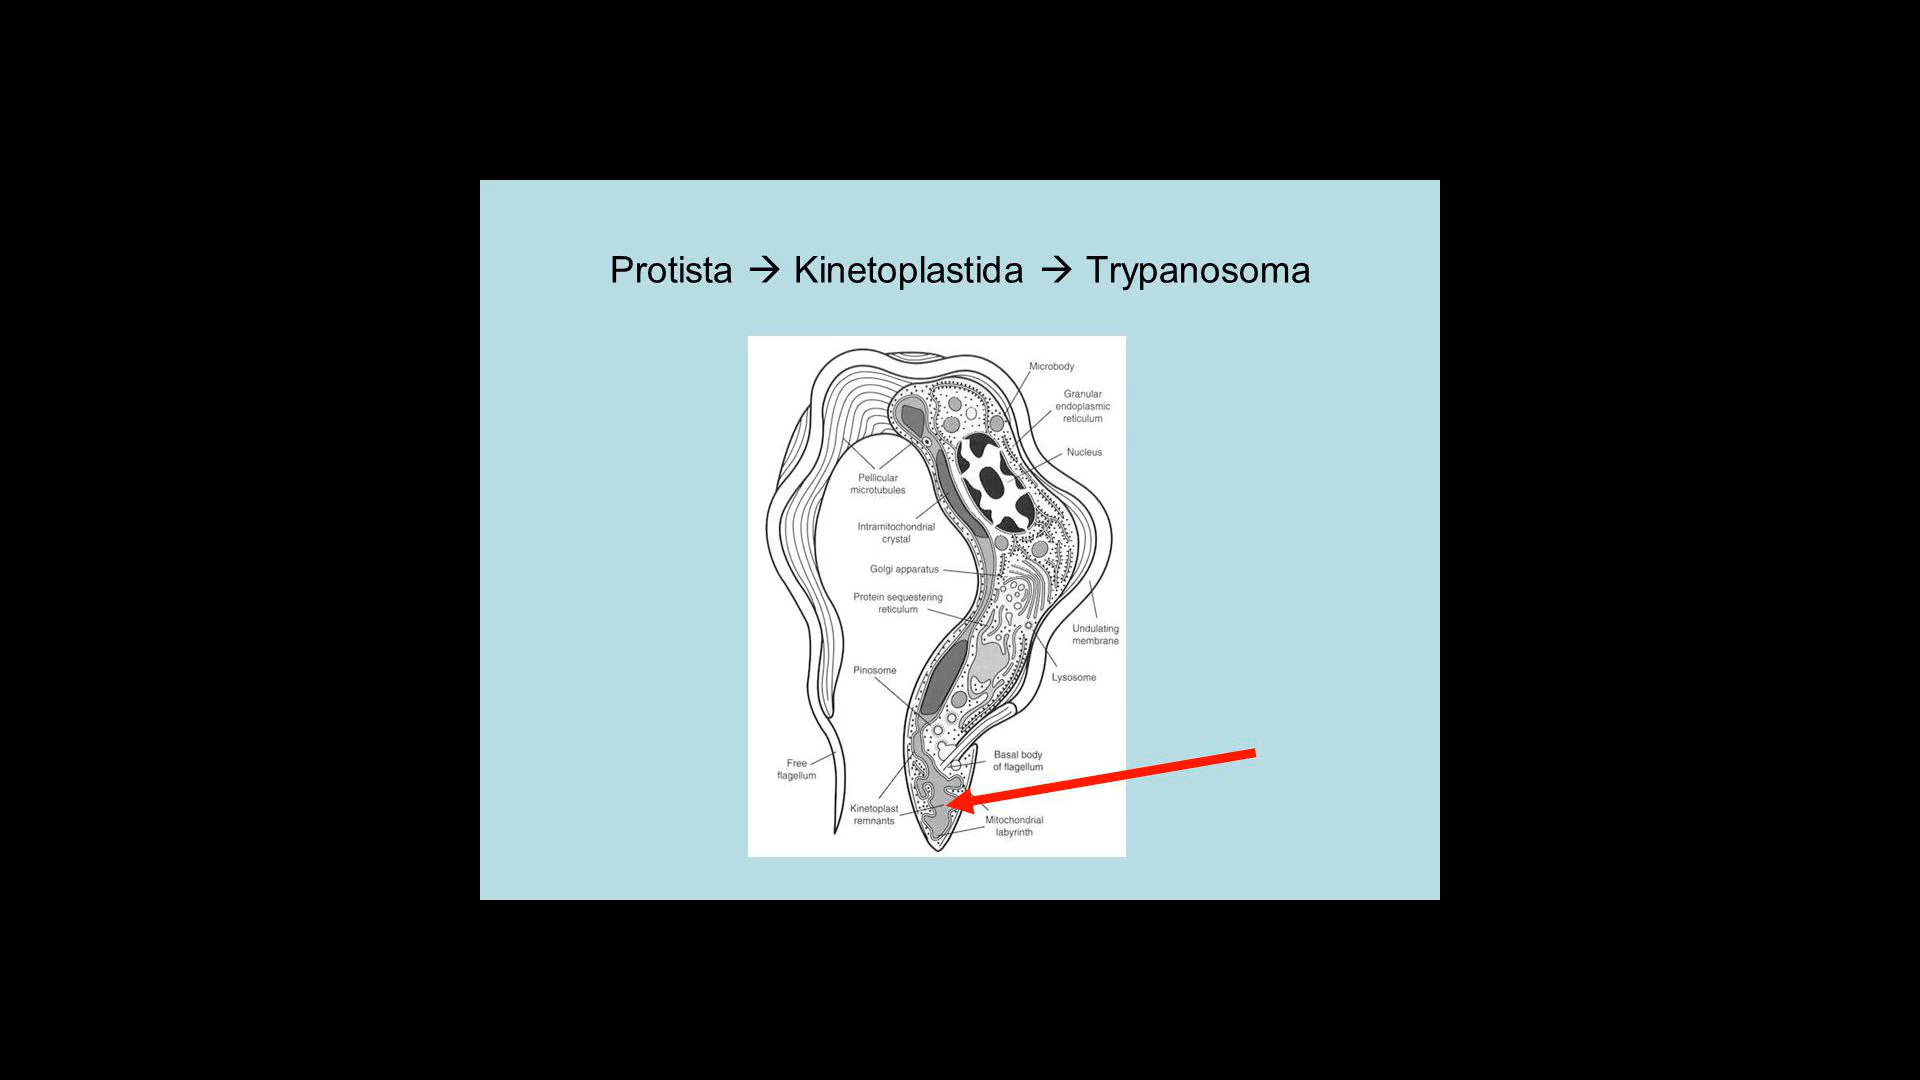 Protista → Kinetoplastida → Trypanosoma
Microbody
Granular
endoplasmic
reticulum
Nucleus
Pellicular
microtubules
Intramitochondrial
crystal
Golgi apparatus
Protein sequestering
reticulum
Undulating
membrane
Pinosome
Lysosome
Basal body
of flagellum
Free
flagellum
Kinetoplast
remnants
Mitochondrial
labyrinth